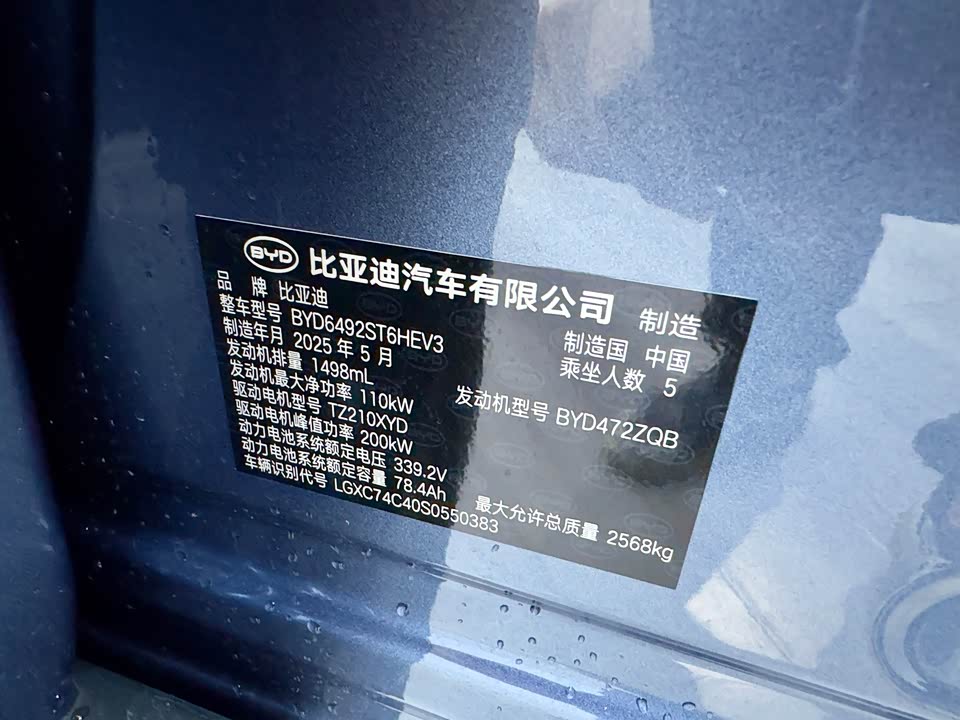 BYD 比亚迪汽车有限公司 制造
品 牌 比亚迪
制造国 中国
整车型号 BYD6492ST6HEV3
乘坐人数 5
制造年月 2025 年 5 月
发动机排量 1498mL
发动机型号 BYD472ZQB
发动机最大净功率 110kW
驱动电机型号 TZ210XYD
驱动电机峰值功率 200kW
动力电池系统额定电压 339.2V
动力电池系统额定容量 78.4Ah
最大允许总质量 2568kg
车辆识别代号 LGXC74C40S0550383